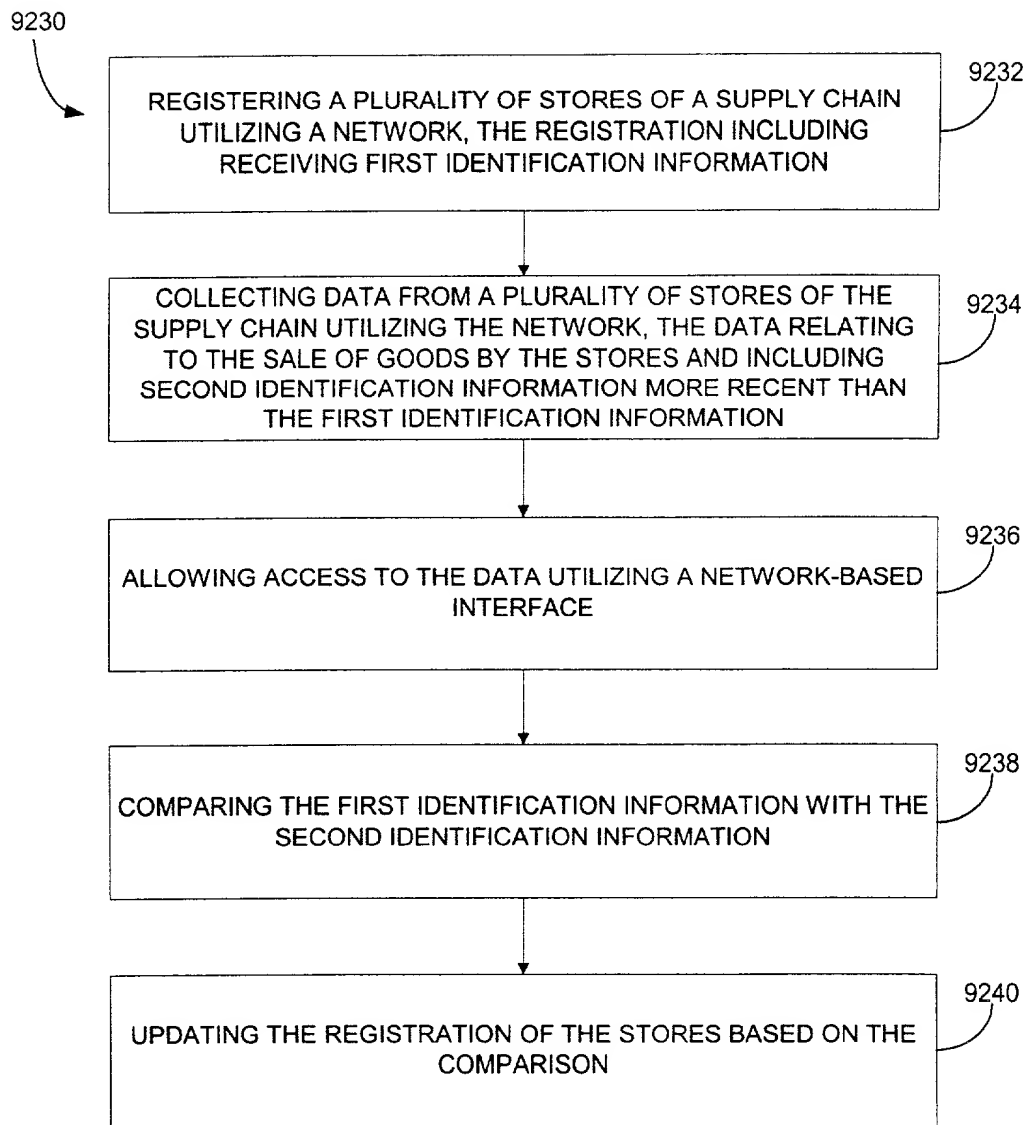 9230
9232
REGISTERING A PLURALITY OF STORES OF A SUPPLY CHAIN
UTILIZING A NETWORK, THE REGISTRATION INCLUDING
RECEIVING FIRST IDENTIFICATION INFORMATION
9234
COLLECTING DATA FROM A PLURALITY OF STORES OF THE
SUPPLY CHAIN UTILIZING THE NETWORK, THE DATA RELATING
TO THE SALE OF GOODS BY THE STORES AND INCLUDING
SECOND IDENTIFICATION INFORMATION MORE RECENT THAN
THE FIRST IDENTIFICATION INFORMATION
9236
ALLOWING ACCESS TO THE DATA UTILIZING A NETWORK-BASED
INTERFACE
9238
COMPARING THE FIRST IDENTIFICATION INFORMATION WITH THE
SECOND IDENTIFICATION INFORMATION
9240
UPDATING THE REGISTRATION OF THE STORES BASED ON THE
COMPARISON